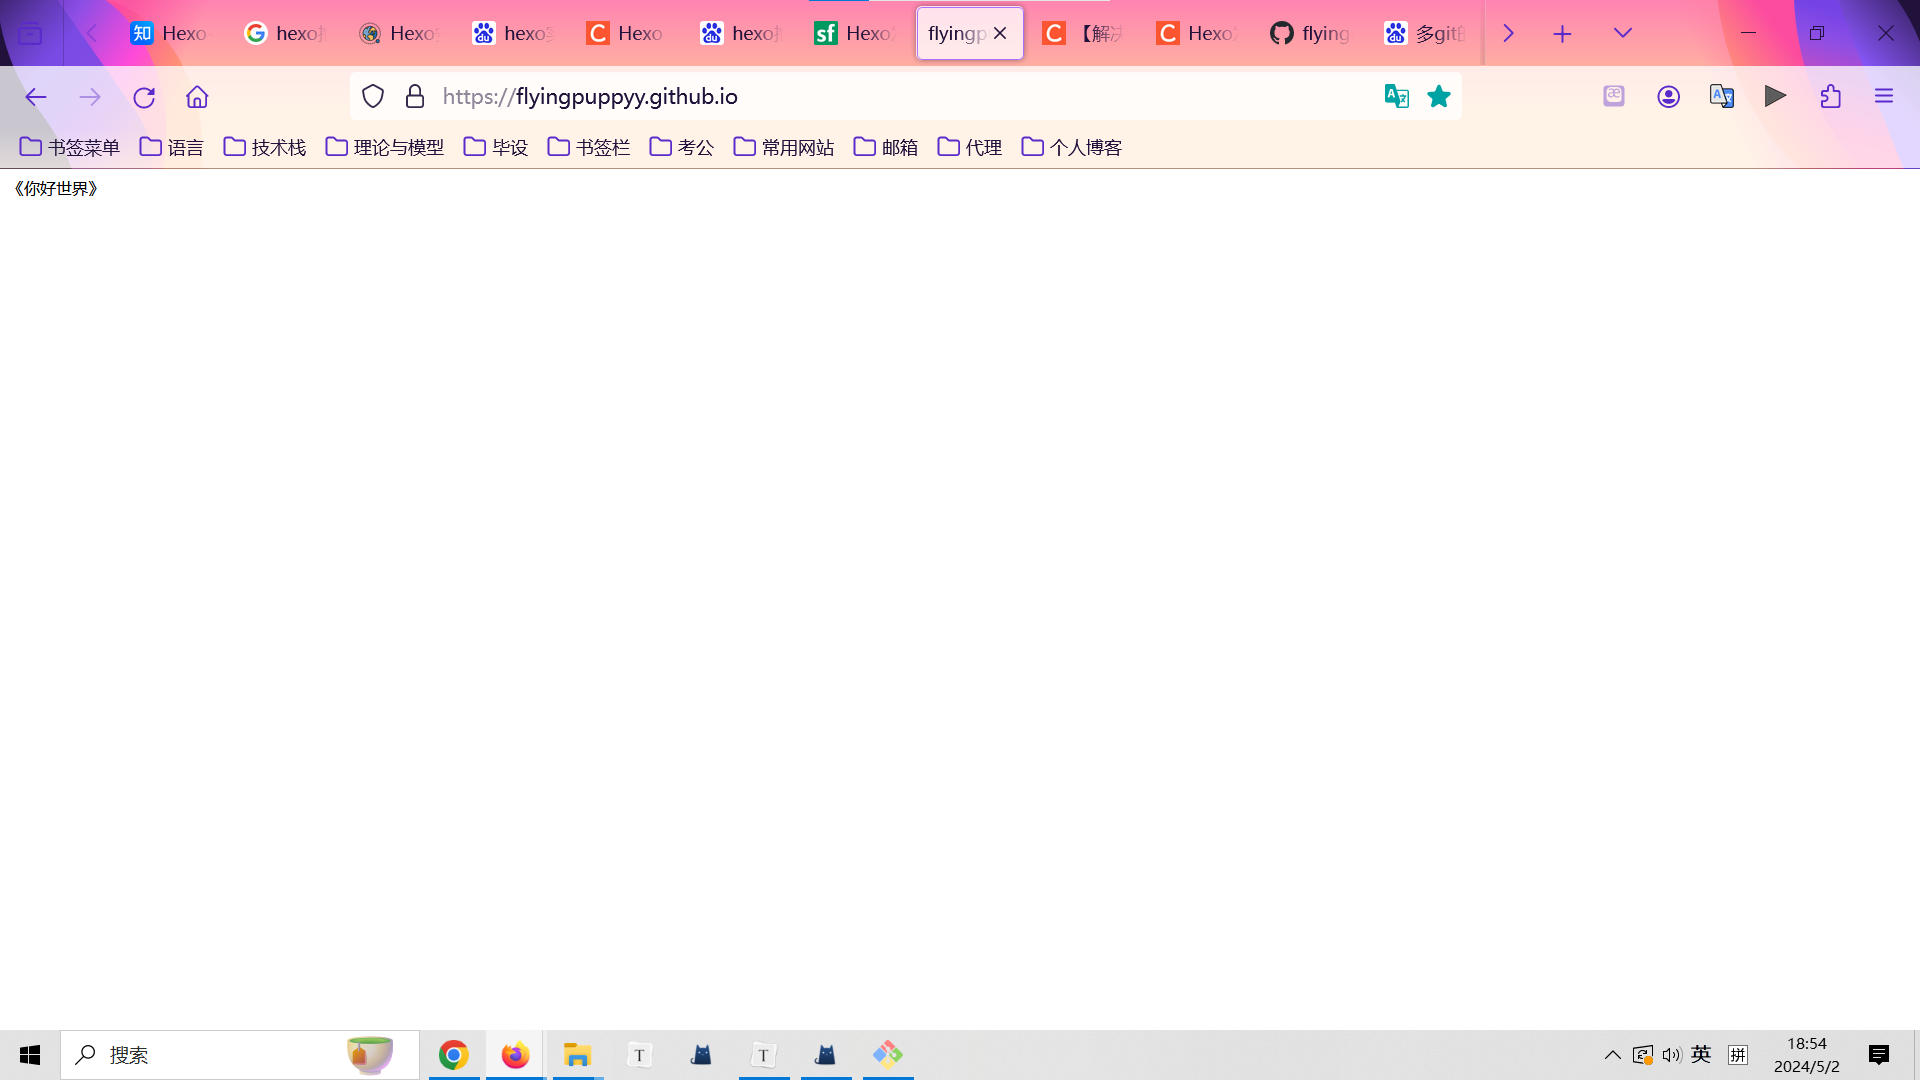 知 Hexo
hexo
Hexo
hexo
C Hexo
hexo
sf Hexo
flyingp
C 【解决
C Hexo
flying
多git的
https://flyingpuppyy.github.io
书签菜单 语言 技术栈 理论与模型 毕设 书签栏 考公 常用网站 邮箱 代理 个人博客
《你好世界》
搜索
英 拼
18:54
2024/5/2